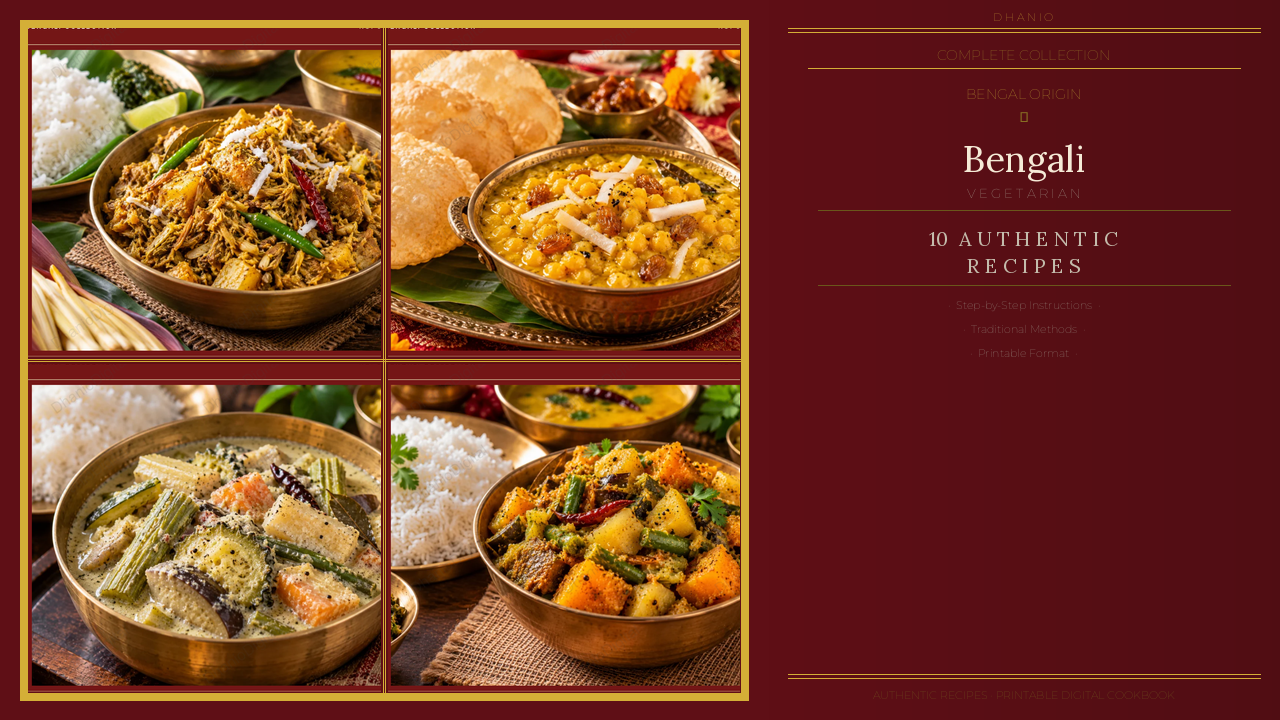 DHANIO
COMPLETE COLLECTION
BENGAL ORIGIN
Bengali
VEGETARIAN
10 AUTHENTIC
RECIPES
· Step-by-Step Instructions ·
· Traditional Methods ·
· Printable Format ·
AUTHENTIC RECIPES · PRINTABLE DIGITAL COOKBOOK